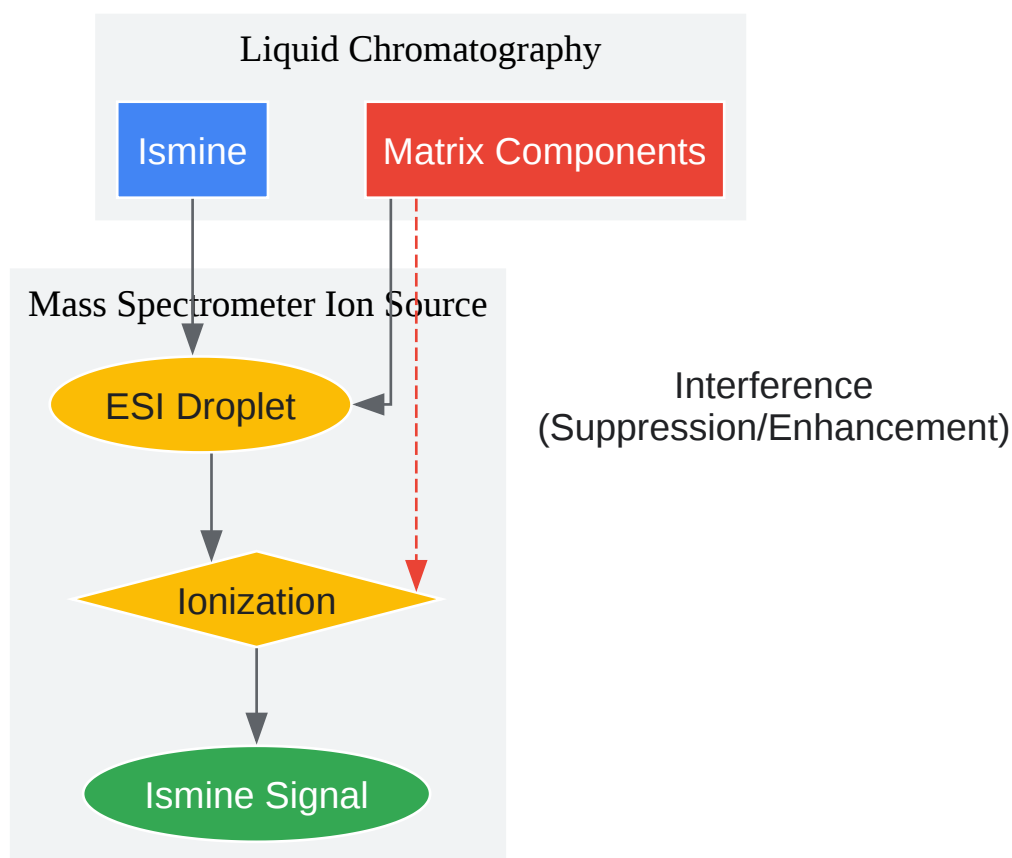 Liquid Chromatography
Ismine
Matrix Components
Mass Spectrometer Ion Source
ESI Droplet
Interference
(Suppression/Enhancement)
Ionization
Ismine Signal